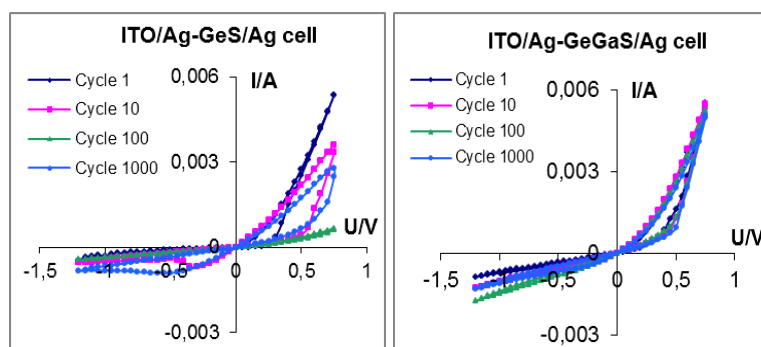 ITO/Ag-GeS/Ag cell
0,006
I/A
Cycle 1
Cycle 10
Cycle 100
Cycle 1000
0,003
U/V
0
-1,5
-1
-0,5
0
0,5
1
-0,003
ITO/Ag-GeGaS/Ag cell
0,006
I/A
Cycle 1
Cycle 10
Cycle 100
Cycle 1000
0,003
U/V
0
-1,5
-1
-0,5
0
0,5
1
-0,003